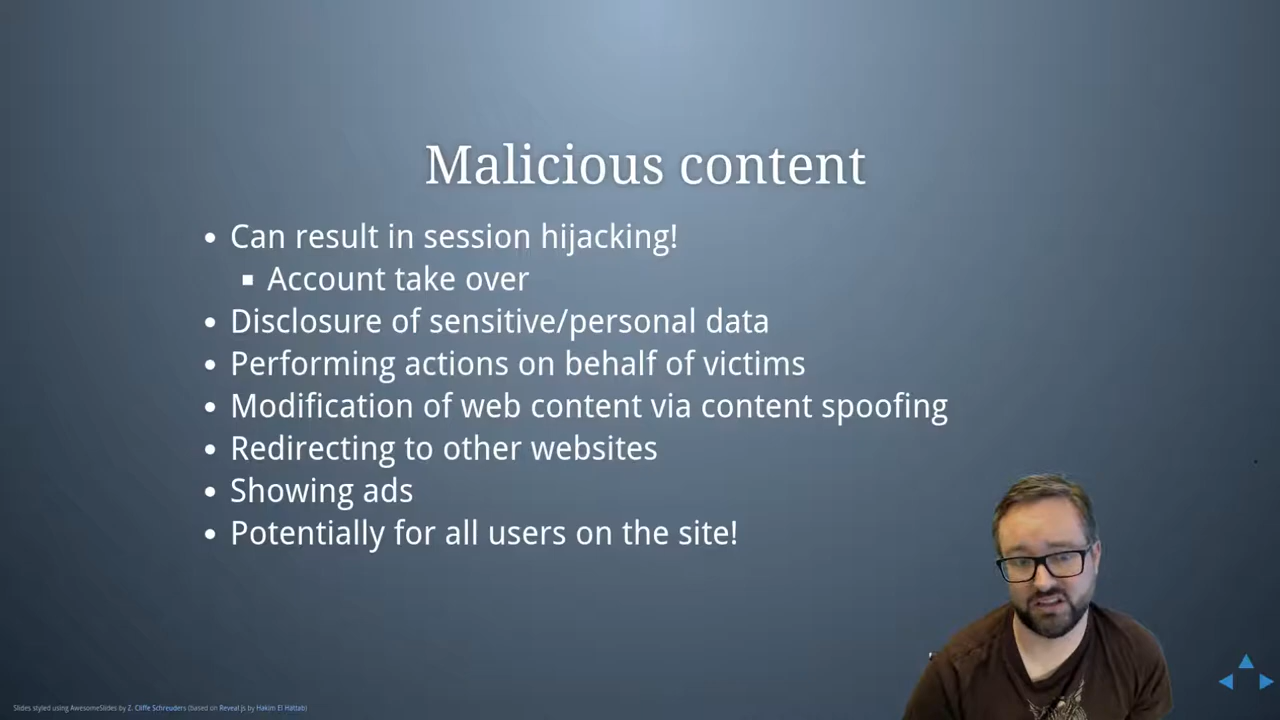 Malicious content
Can result in session hijacking!
Account take over
Disclosure of sensitive/personal data
Performing actions on behalf of victims
Modification of web content via content spoofing
Redirecting to other websites
Showing ads
Potentially for all users on the site!
Slides styled using AwesomeSlides by Z. Cliffe Schreuders (based on Reveal.js by Hakim El Hattab)